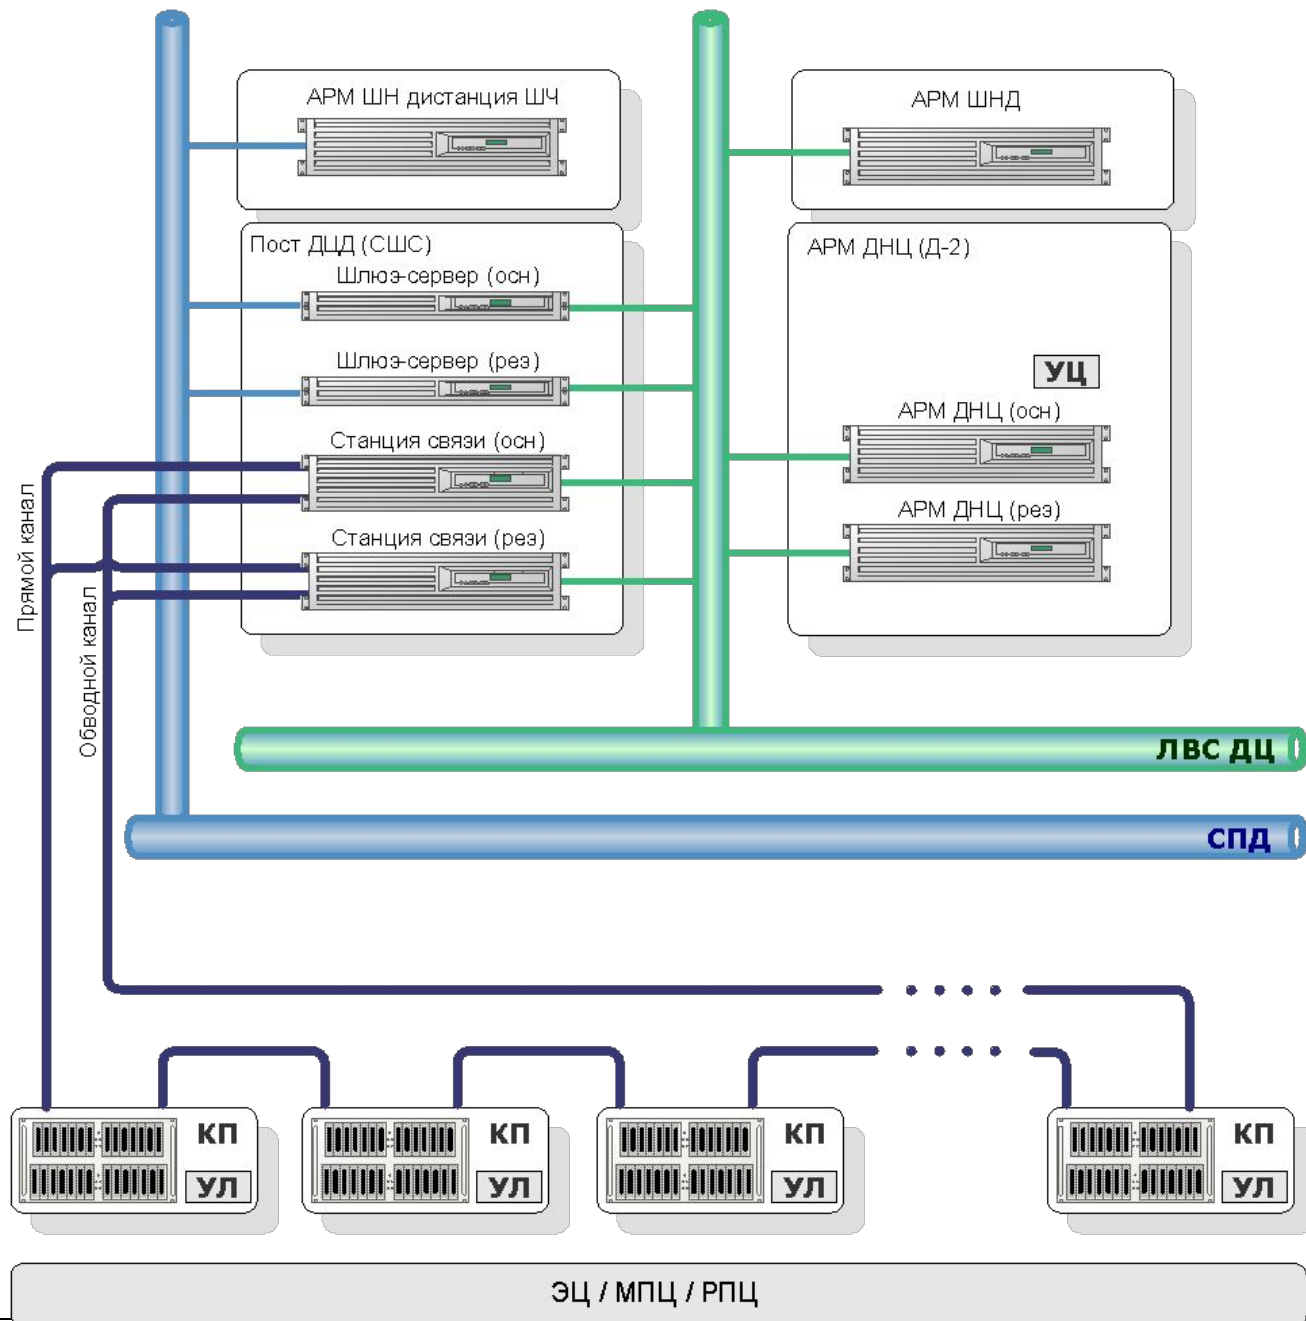 АРМ ШН дистанция ШЧ
АРМ ШНД
Пост ДЦД (СШС)
Шлюз-сервер (осн)
Шлюз-сервер (рез)
Станция связи (осн)
Станция связи (рез)
АРМ ДНЦ (Д-2)
УЦ
АРМ ДНЦ (осн)
АРМ ДНЦ (рез)
Прямой канал
Обводной канал
ЛВС ДЦ
СПД
КП
УЛ
КП
УЛ
КП
УЛ
КП
УЛ
ЭЦ / МПЦ / РПЦ